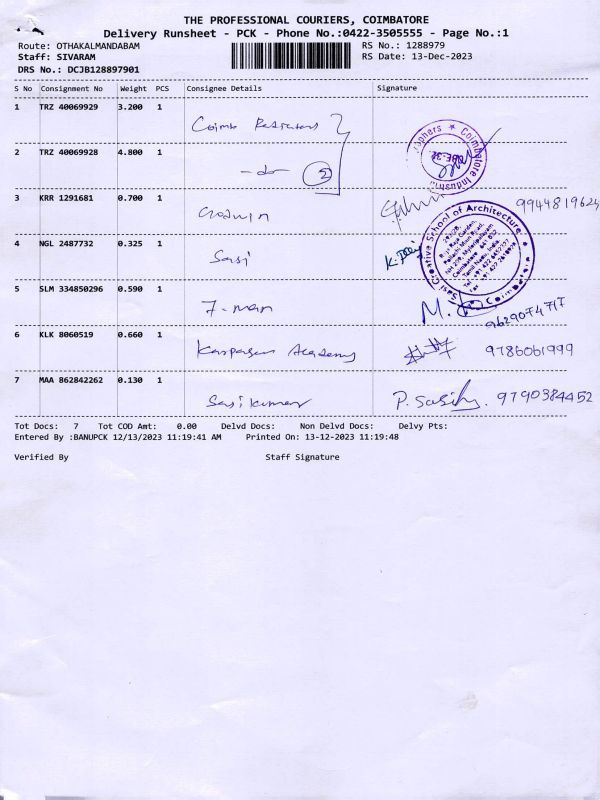 THE PROFESSIONAL COURIERS, COIMBATORE
Delivery Runsheet - PCK - Phone No.:0422-3505555 - Page No.:1
Route: OTHAKALMANDABAM RS No.: 1288979
Staff: SIVARAM RS Date: 13-Dec-2023
DRS No.: DCJB128897901
S No Consignment No Weight PCS Consignee Details Signature
1 TRZ 40069929 3.200 1
2 TRZ 40069928 4.800 1 -do- 2
3 KRR 1291681 0.700 1 Godwin 9944819624
4 NGL 2487732 0.325 1 Sasi
Sasi Creative School of Architecture
5 SLM 334850296 0.590 1 7-man M. 9629074717
6 KLK 8060519 0.660 1 Academy 9786061999
7 MAA 862842262 0.130 1 Sasikumar P. 9790384452
Tot Docs: 7 Tot COD Amt: 0.00 Delvd Docs: Non Delvd Docs: Delvy Pts:
Entered By :BANUPCK 12/13/2023 11:19:41 AM Printed On: 13-12-2023 11:19:48
Verified By Staff Signature